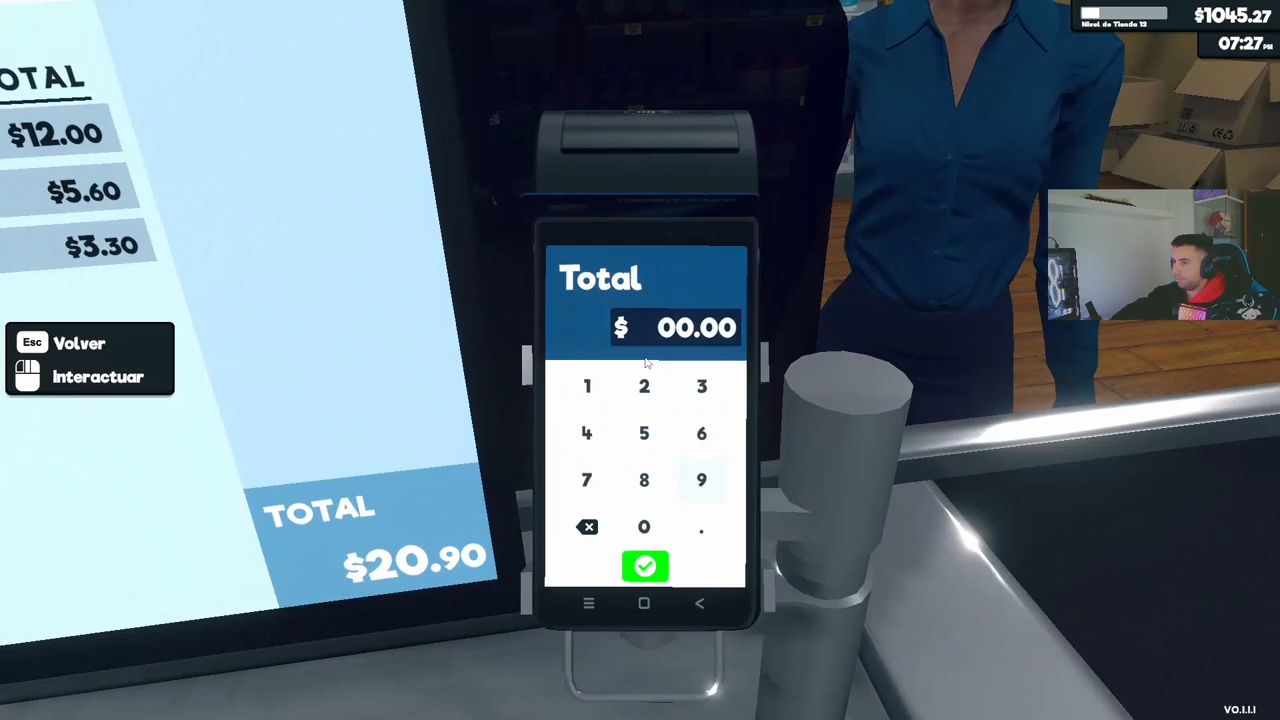 $1045.27
Nivel de Tienda 12
07:27 PM
OTAL
$12.00
$5.60
$3.30
Esc Volver
Interactuar
TOTAL
$20.90
Total
$ 00.00
1 2 3
4 5 6
7 8 9
0 .
V0.1.1.1